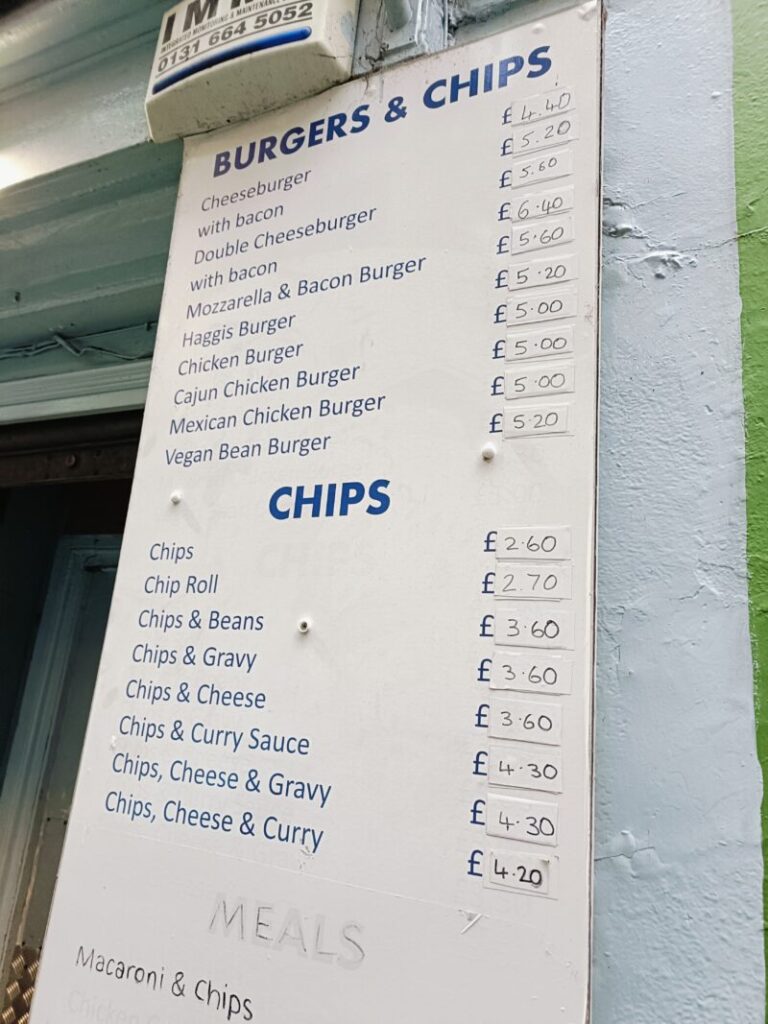 INTEGRATED MONITORING & MAINTENANCE
0131 664 5052
BURGERS & CHIPS
Cheeseburger £ 4.40
with bacon £ 5.20
Double Cheeseburger £ 5.60
with bacon £ 6.40
Mozzarella & Bacon Burger £ 5.60
Haggis Burger £ 5.20
Chicken Burger £ 5.00
Cajun Chicken Burger £ 5.00
Mexican Chicken Burger £ 5.00
Vegan Bean Burger £ 5.20
CHIPS
Chips £ 2.60
Chip Roll £ 2.70
Chips & Beans £ 3.60
Chips & Gravy £ 3.60
Chips & Cheese £ 3.60
Chips & Curry Sauce £ 4.30
Chips, Cheese & Gravy £ 4.30
Chips, Cheese & Curry £ 4.20
MEALS
Macaroni & Chips
Chicken